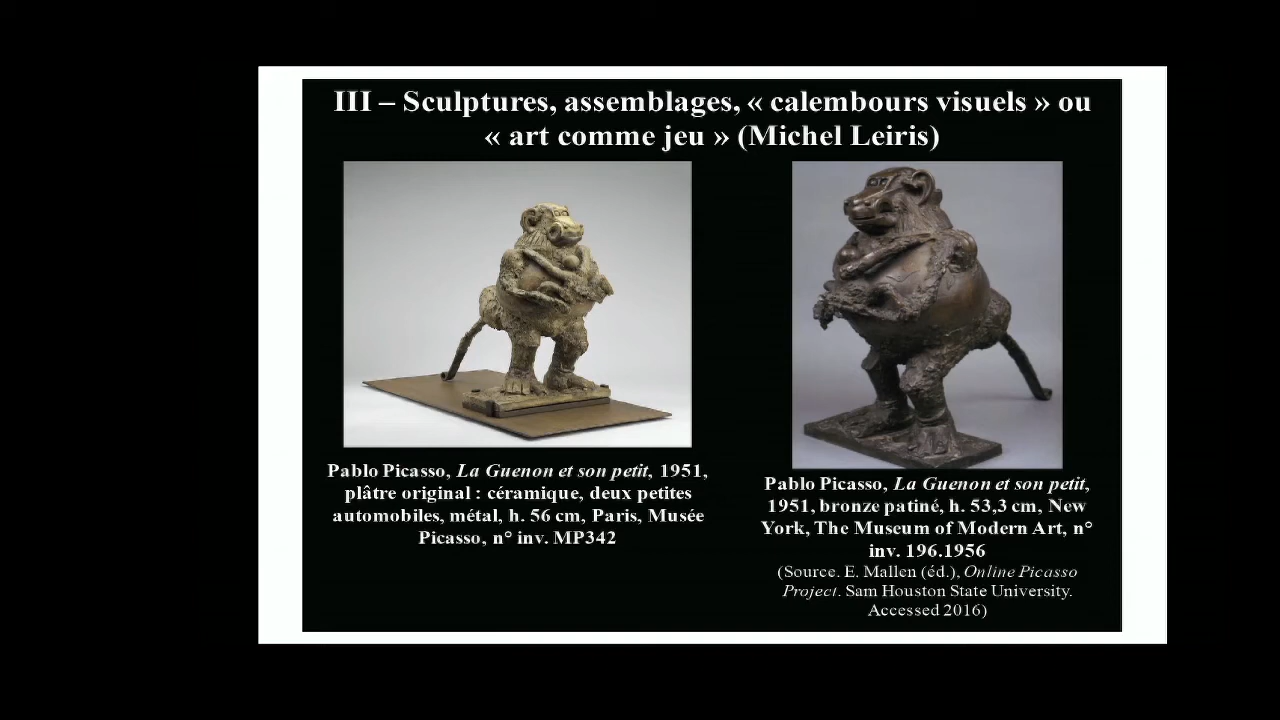 III – Sculptures, assemblages, « calembours visuels » ou
« art comme jeu » (Michel Leiris)
Pablo Picasso, La Guenon et son petit, 1951,
plâtre original : céramique, deux petites
automobiles, métal, h. 56 cm, Paris, Musée
Picasso, n° inv. MP342
Pablo Picasso, La Guenon et son petit,
1951, bronze patiné, h. 53,3 cm, New
York, The Museum of Modern Art, n°
inv. 196.1956
(Source. E. Mallen (éd.), Online Picasso
Project. Sam Houston State University.
Accessed 2016)